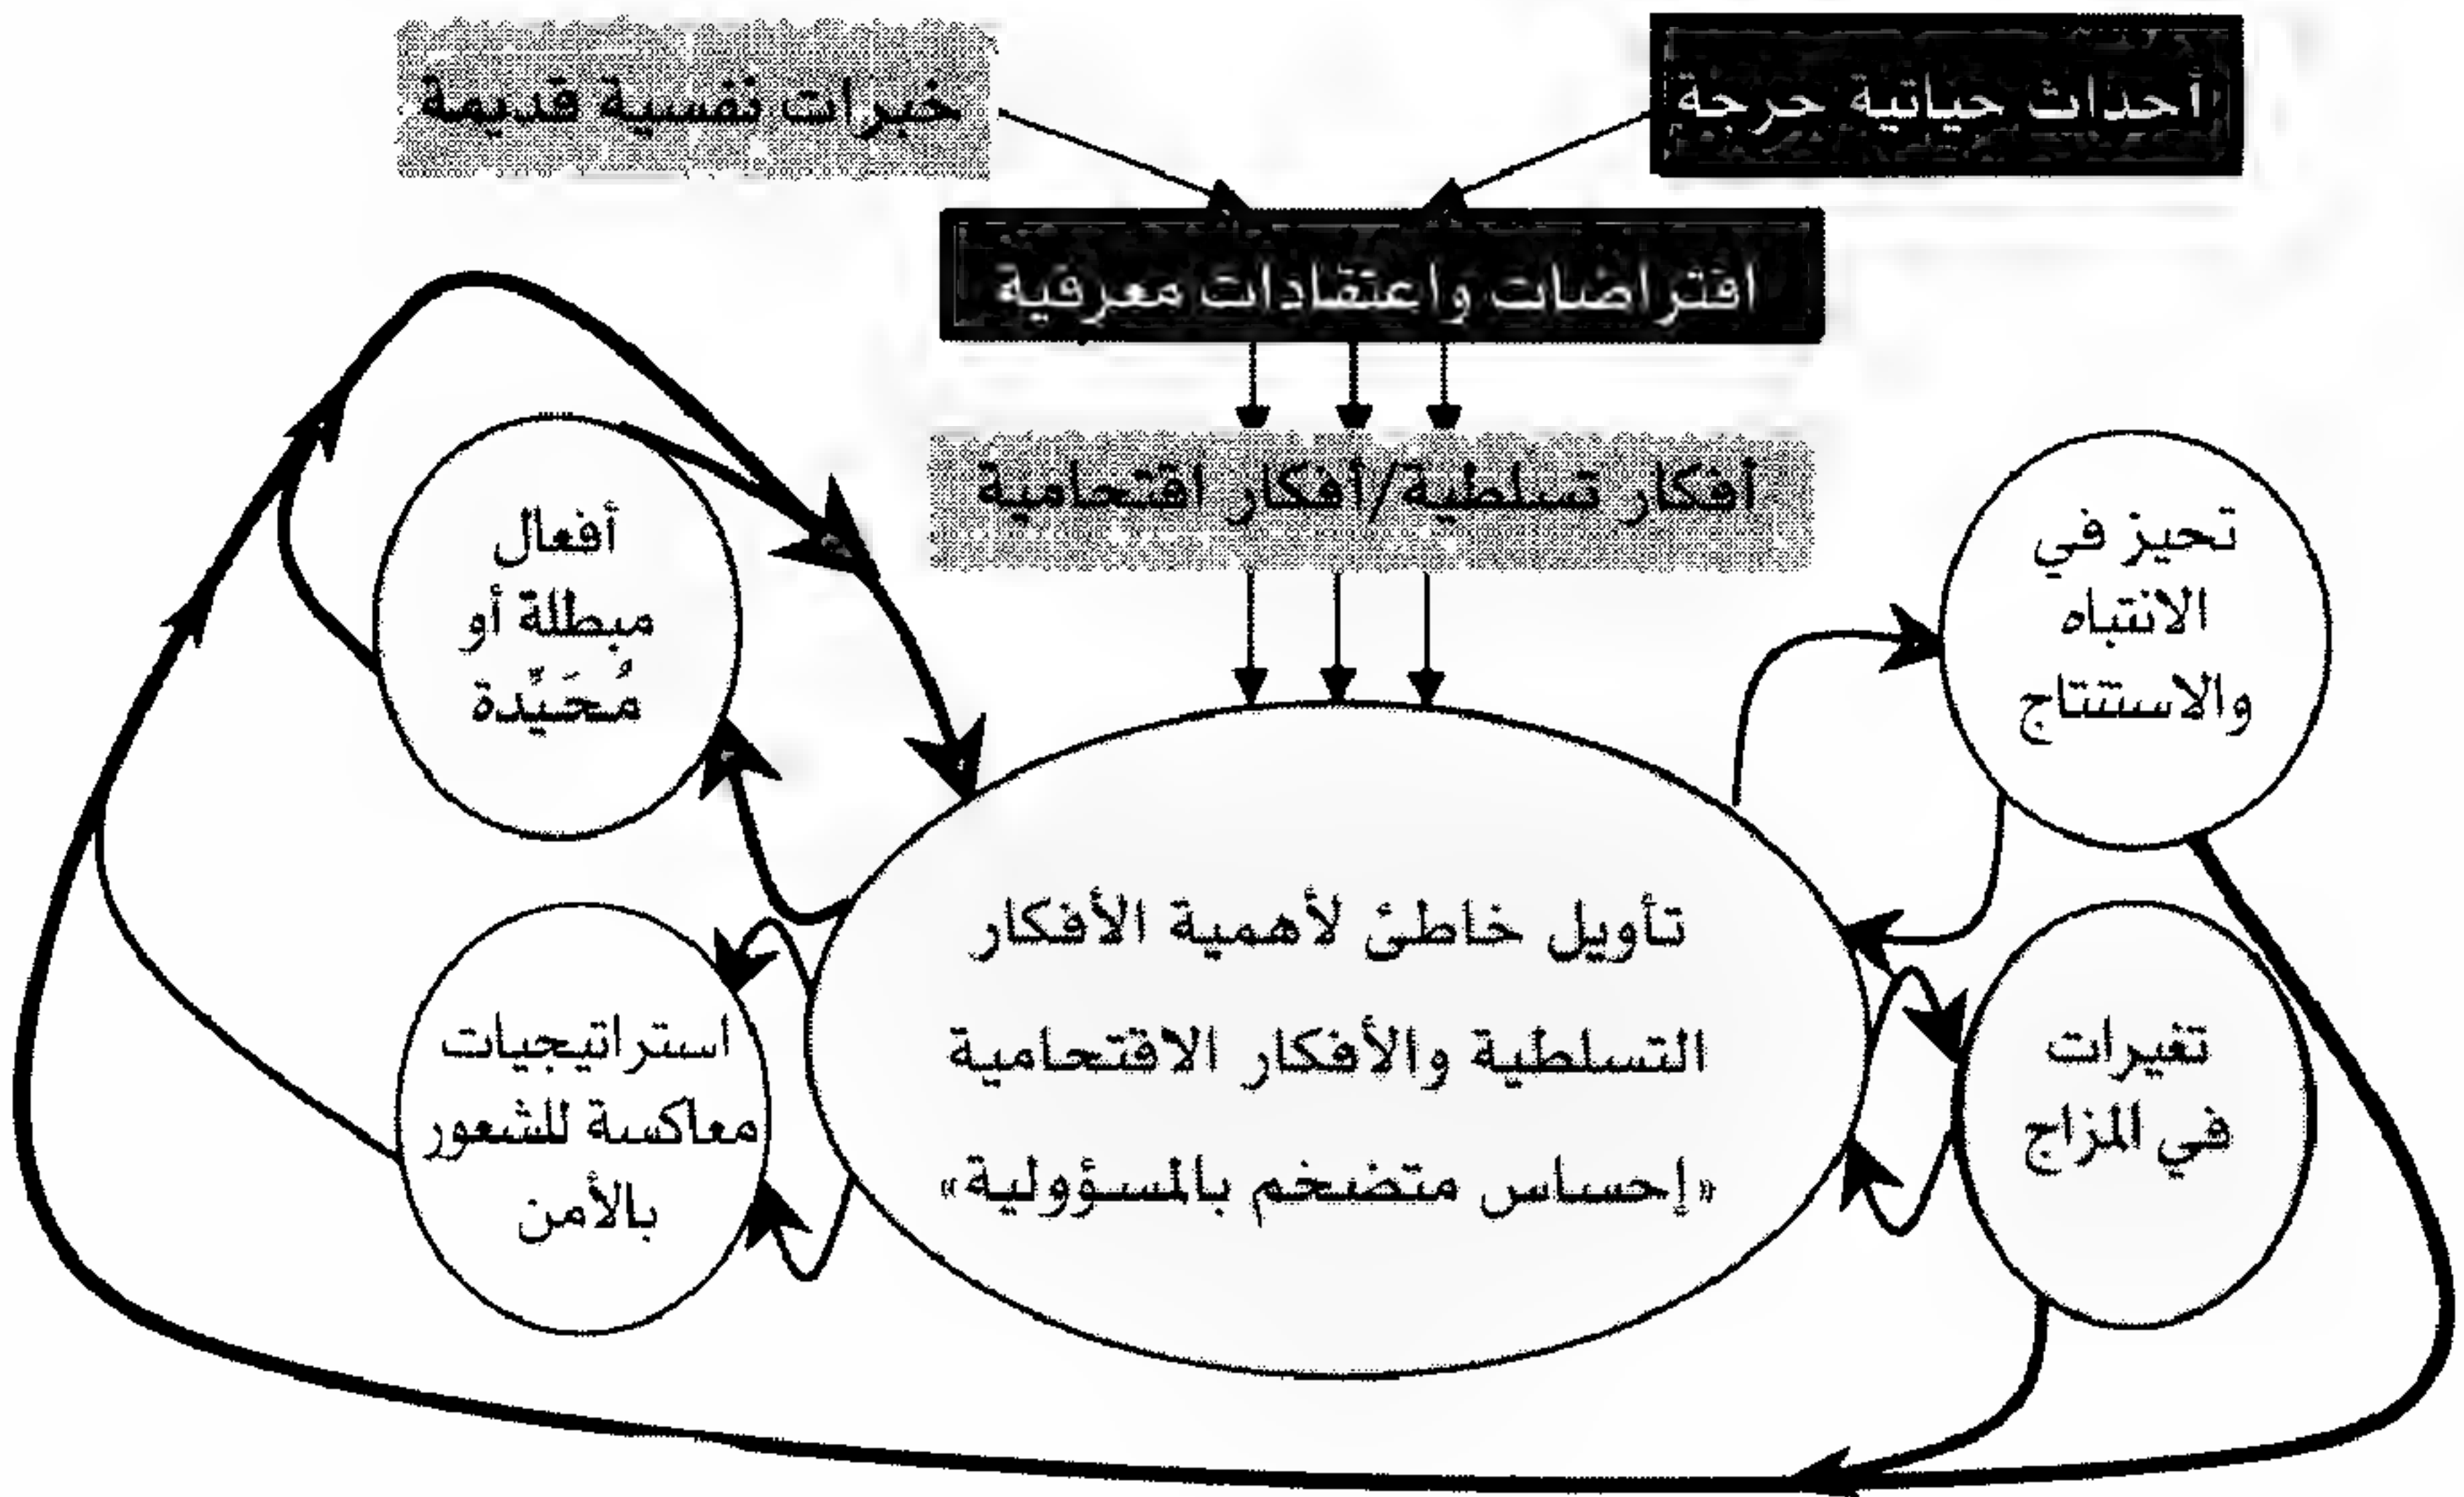 أحداث حياتية حرجة
خبرات نفسية قديمة
افتراضات واعتقادات معرفية
أفكار تسلطية/أفكار اقتحامية
تحيز في
الانتباه
والاستنتاج
أفعال
مبطلة أو
مُحَيِّدة
تأويل خاطئ لأهمية الأفكار
التسلطية والأفكار الاقتحامية
«إحساس متضخم بالمسؤولية»
تغيرات
في المزاج
استراتيجيات
معاكسة للشعور
بالأمن